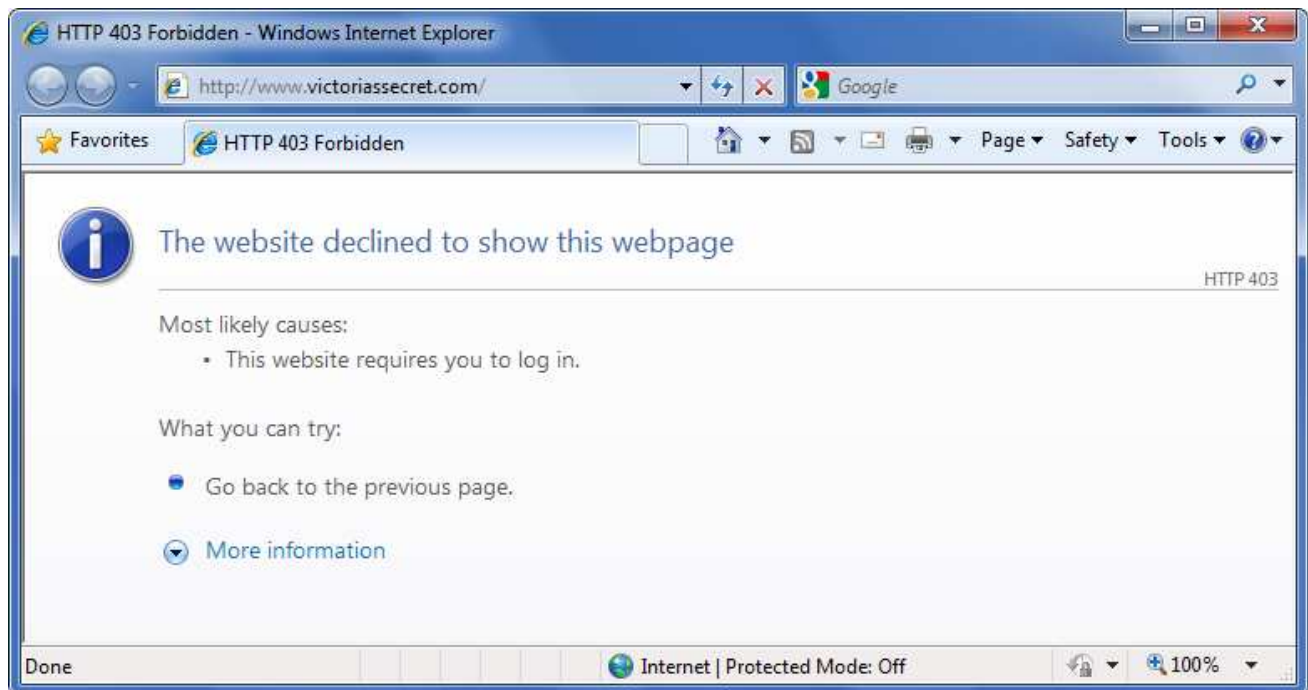 HTTP 403 Forbidden - Windows Internet Explorer
http://www.victoriassecret.com/ Google
Favorites HTTP 403 Forbidden Page Safety Tools
The website declined to show this webpage
HTTP 403
Most likely causes:
• This website requires you to log in.
What you can try:
Go back to the previous page.
More information
Done Internet | Protected Mode: Off 100%